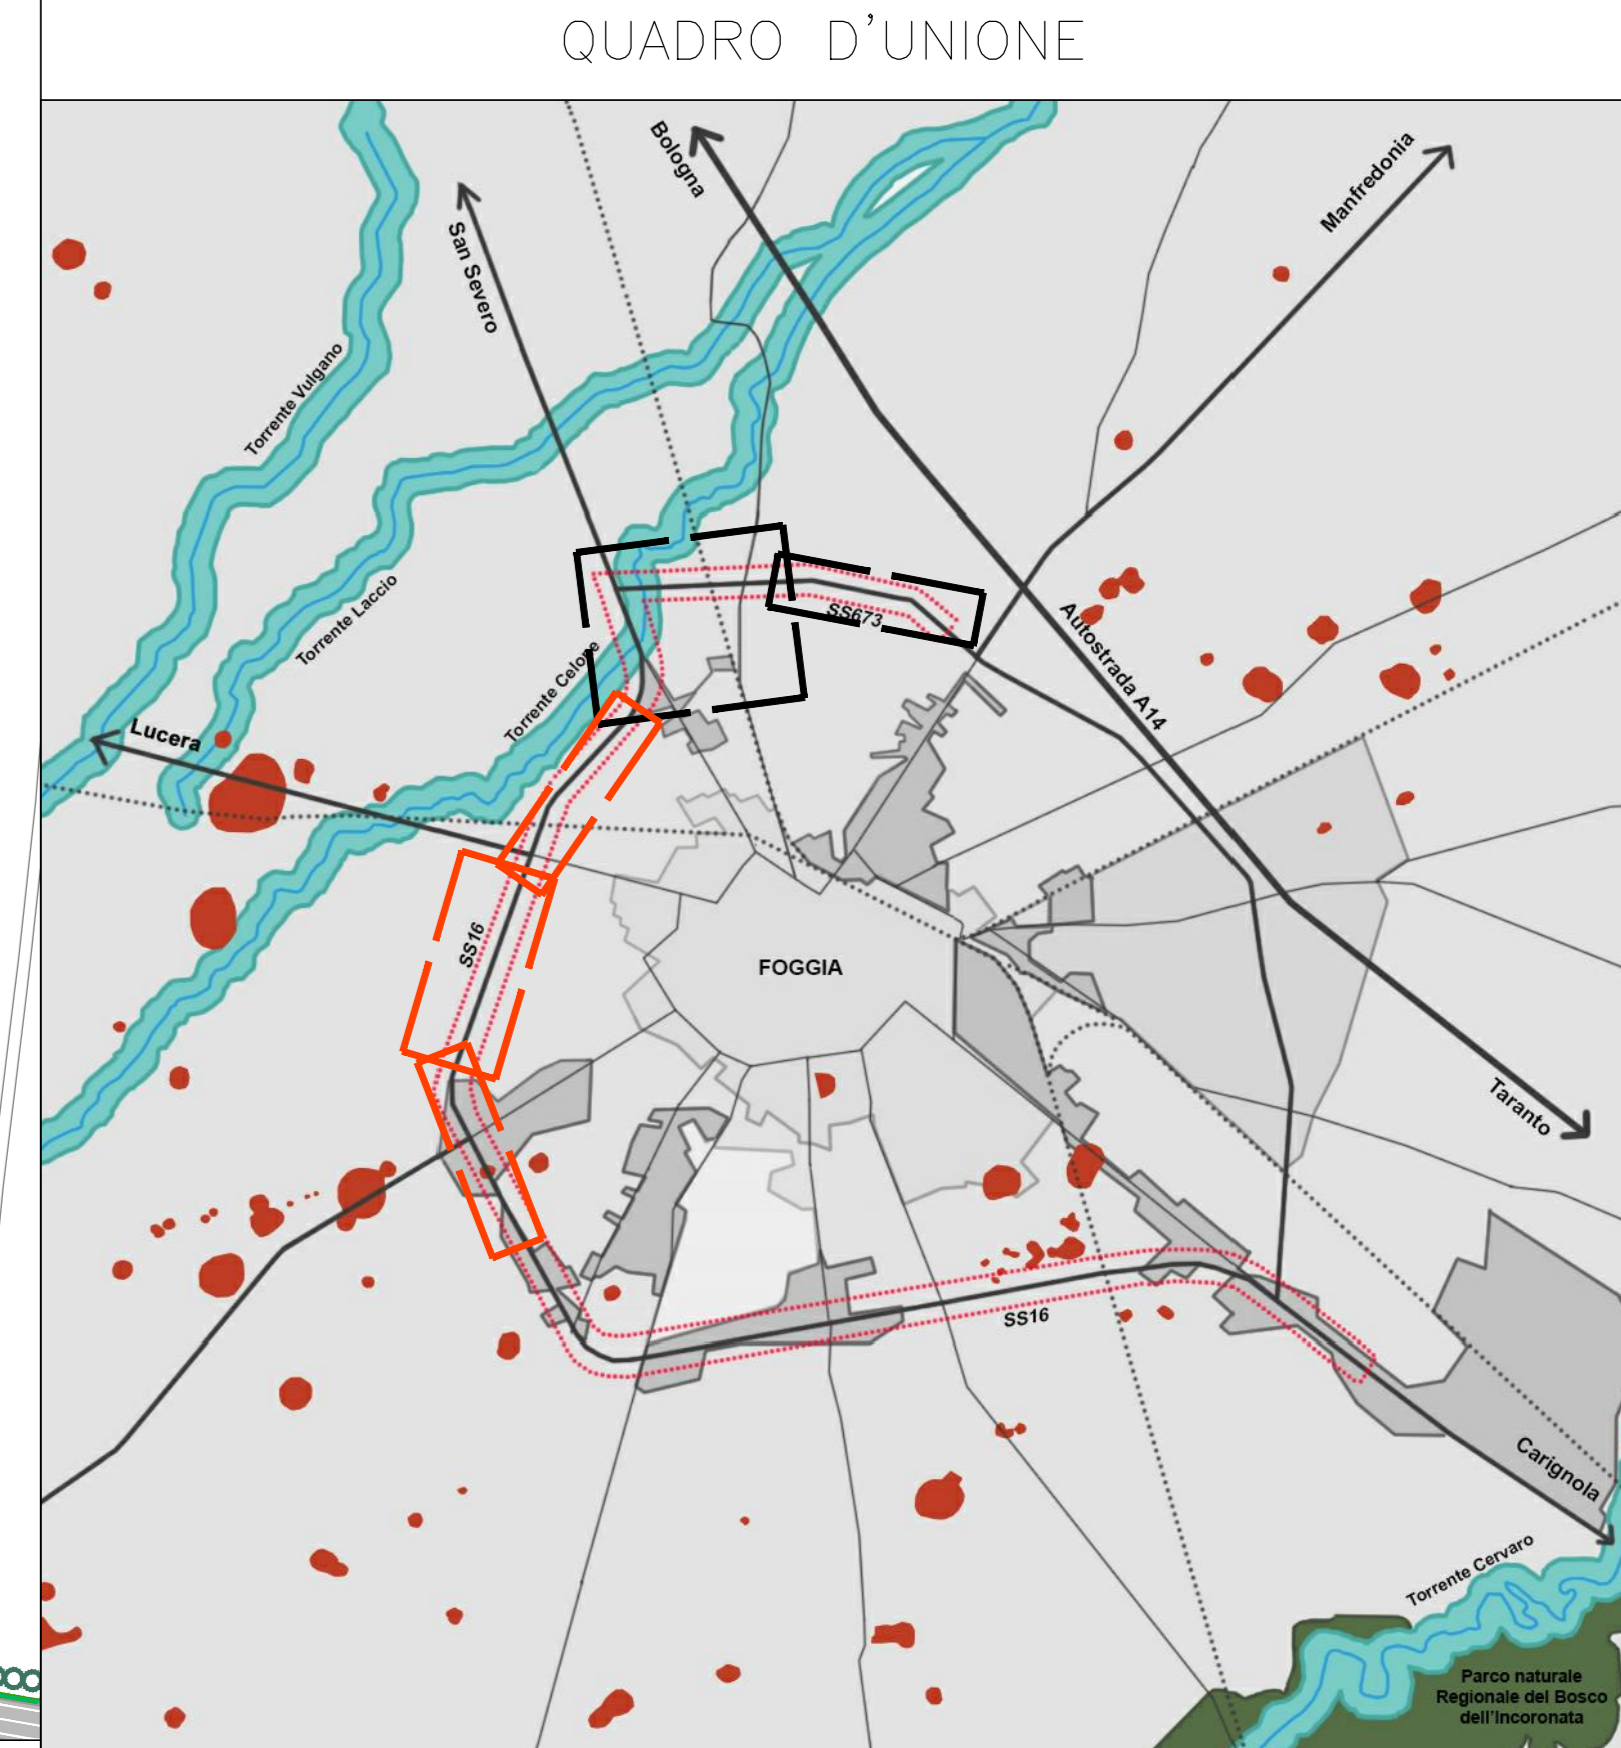 QUADRO D'UNIONE
Bologna
Manfredonia
San Severo
Torrente Vulgano
Torrente Laccio
SS673
Autostrada A14
Torrente Celone
Lucera
SS16
FOGGIA
Taranto
SS16
Carignola
Torrente Cervaro
Parco naturale
Regionale del Bosco
dell'Incoronata